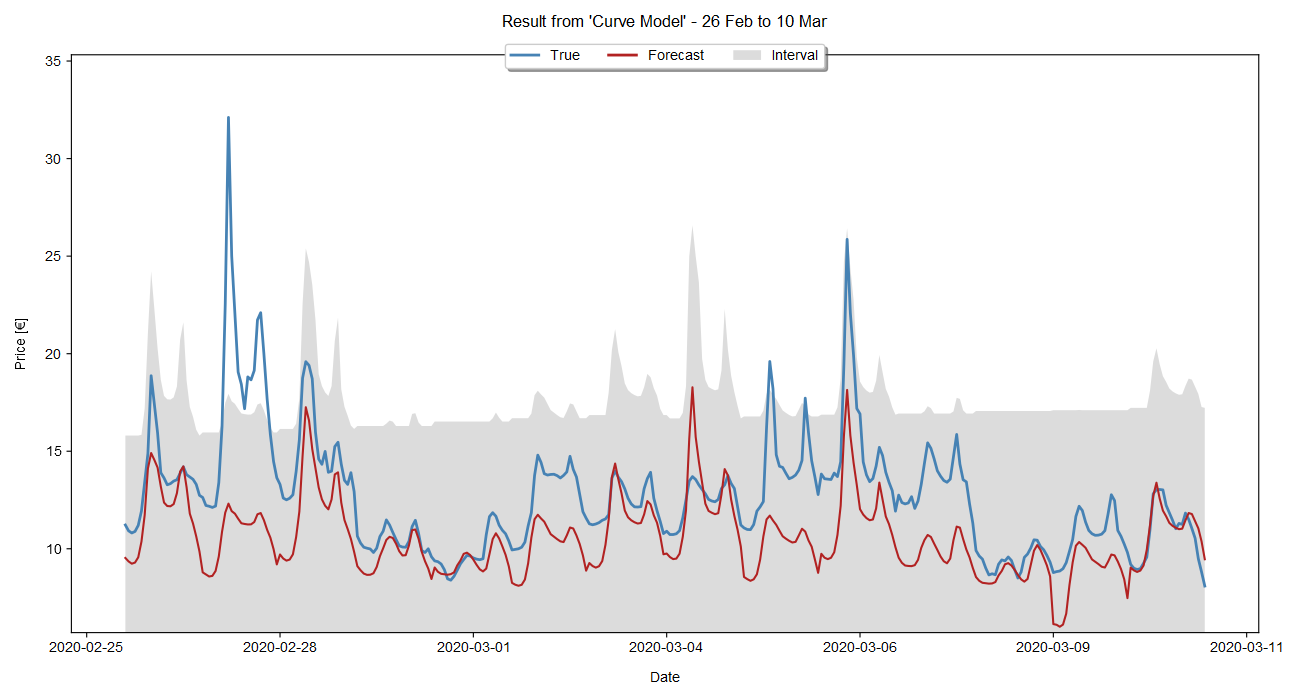 Result from 'Curve Model' - 26 Feb to 10 Mar
True Forecast Interval
35
30
25
20
15
10
Price [€]
2020-02-25 2020-02-28 2020-03-01 2020-03-04 2020-03-06 2020-03-09 2020-03-11
Date